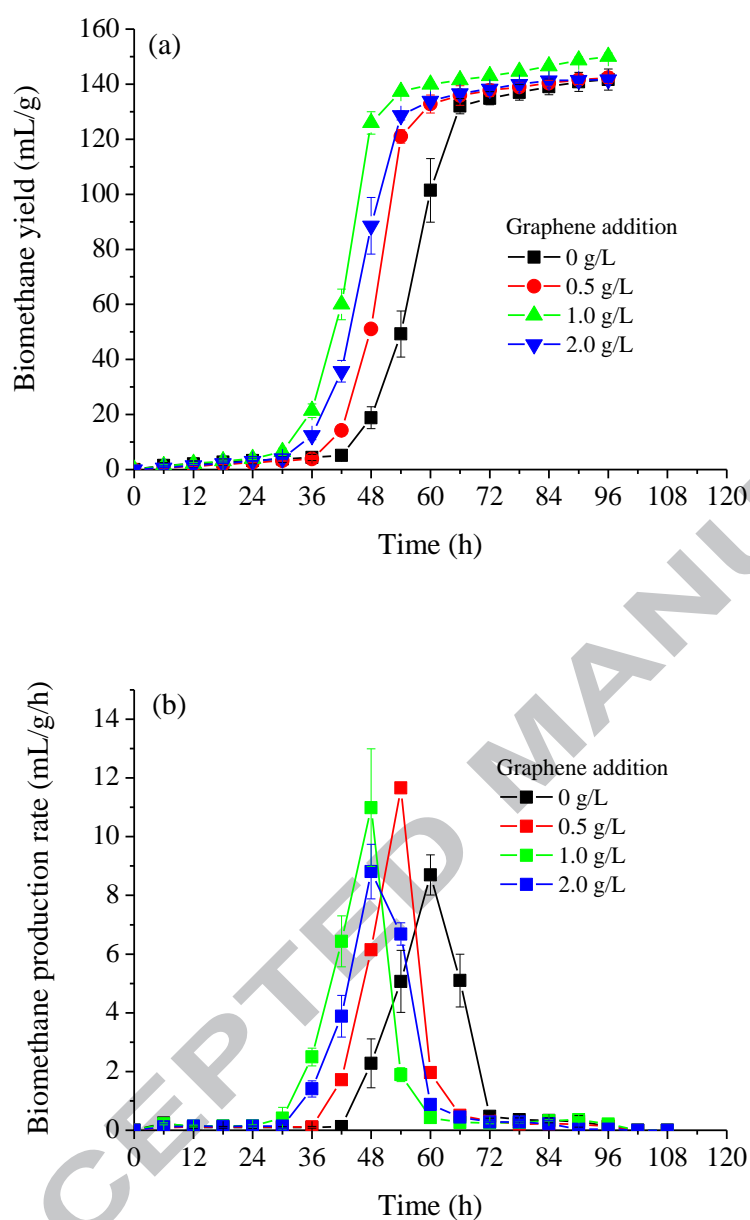 (a)
160
140
120
100
80
60
40
20
0
Biomethane yield (mL/g)
Graphene addition
0 g/L
0.5 g/L
1.0 g/L
2.0 g/L
0 12 24 36 48 60 72 84 96 108 120
Time (h)
(b)
14
12
10
8
6
4
2
0
Biomethane production rate (mL/g/h)
Graphene addition
0 g/L
0.5 g/L
1.0 g/L
2.0 g/L
0 12 24 36 48 60 72 84 96 108 120
Time (h)
CEPTED MANU